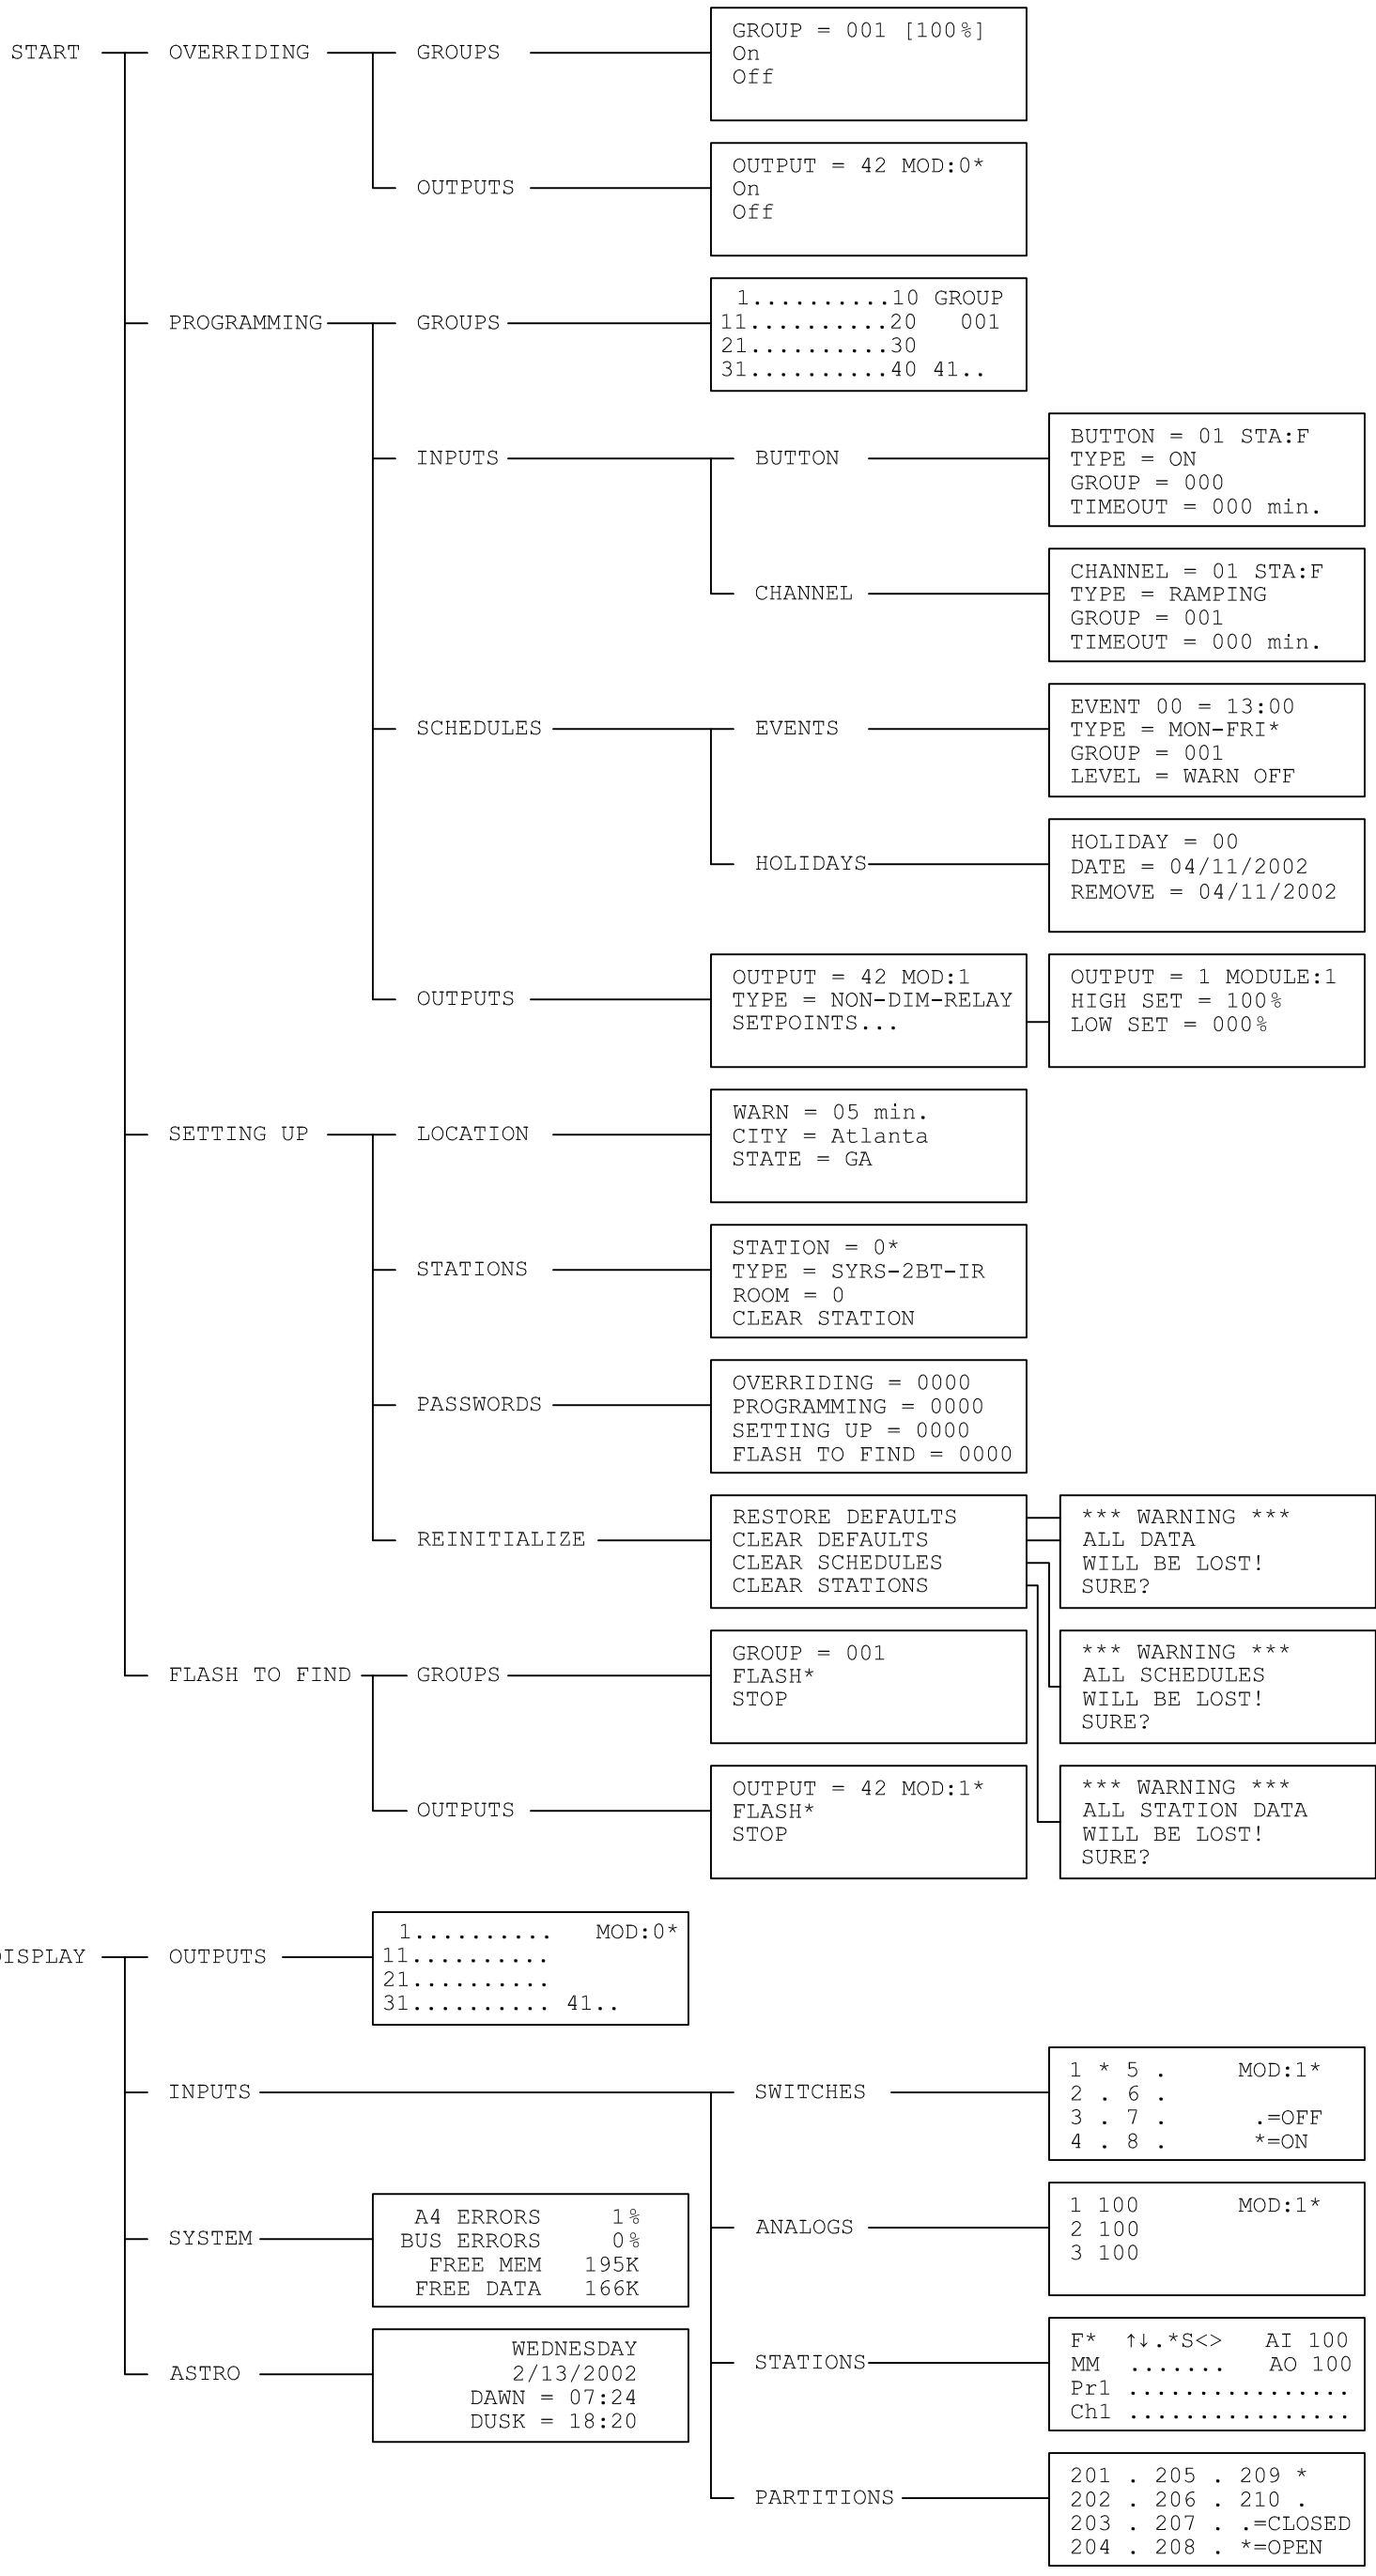 START
OVERRIDING
GROUPS
GROUP = 001 [100%]
On
Off
OUTPUTS
OUTPUT = 42 MOD:0*
On
Off
PROGRAMMING
GROUPS
1..........10 GROUP
11..........20 001
21..........30
31..........40 41..
INPUTS
BUTTON
BUTTON = 01 STA:F
TYPE = ON
GROUP = 000
TIMEOUT = 000 min.
CHANNEL
CHANNEL = 01 STA:F
TYPE = RAMPING
GROUP = 001
TIMEOUT = 000 min.
SCHEDULES
EVENTS
EVENT 00 = 13:00
TYPE = MON-FRI*
GROUP = 001
LEVEL = WARN OFF
HOLIDAYS
HOLIDAY = 00
DATE = 04/11/2002
REMOVE = 04/11/2002
OUTPUTS
OUTPUT = 42 MOD:1
TYPE = NON-DIM-RELAY
SETPOINTS...
OUTPUT = 1 MODULE:1
HIGH SET = 100%
LOW SET = 000%
SETTING UP
LOCATION
WARN = 05 min.
CITY = Atlanta
STATE = GA
STATIONS
STATION = 0*
TYPE = SYRS-2BT-IR
ROOM = 0
CLEAR STATION
PASSWORDS
OVERRIDING = 0000
PROGRAMMING = 0000
SETTING UP = 0000
FLASH TO FIND = 0000
REINITIALIZE
RESTORE DEFAULTS
CLEAR DEFAULTS
CLEAR SCHEDULES
CLEAR STATIONS
*** WARNING ***
ALL DATA
WILL BE LOST!
SURE?
*** WARNING ***
ALL SCHEDULES
WILL BE LOST!
SURE?
*** WARNING ***
ALL STATION DATA
WILL BE LOST!
SURE?
FLASH TO FIND
GROUPS
GROUP = 001
FLASH*
STOP
OUTPUTS
OUTPUT = 42 MOD:1*
FLASH*
STOP
ISPLAY
OUTPUTS
1.......... MOD:0*
11..........
21..........
31.......... 41..
INPUTS
SWITCHES
1 * 5 . MOD:1*
2 . 6 .
3 . 7 . .=OFF
4 . 8 . *=ON
ANALOGS
1 100 MOD:1*
2 100
3 100
STATIONS
F* ↑↓.*S<> AI 100
MM ....... AO 100
Pr1 ................
Ch1 ................
PARTITIONS
201 . 205 . 209 *
202 . 206 . 210 .
203 . 207 . .=CLOSED
204 . 208 . *=OPEN
SYSTEM
A4 ERRORS 1%
BUS ERRORS 0%
FREE MEM 195K
FREE DATA 166K
ASTRO
WEDNESDAY
2/13/2002
DAWN = 07:24
DUSK = 18:20